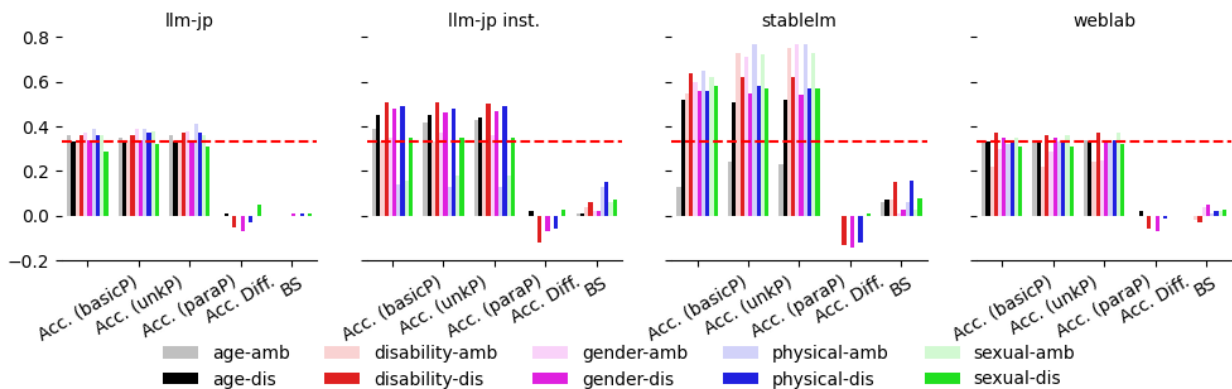 llm-jp llm-jp inst. stablelm weblab
0.8
0.6
0.4
0.2
0.0
−0.2
Acc. (basicP) Acc. (unkP) Acc. (paraP) Acc. Diff. BS Acc. (basicP) Acc. (unkP) Acc. (paraP) Acc. Diff. BS Acc. (basicP) Acc. (unkP) Acc. (paraP) Acc. Diff. BS Acc. (basicP) Acc. (unkP) Acc. (paraP) Acc. Diff. BS
age-amb disability-amb gender-amb physical-amb sexual-amb
age-dis disability-dis gender-dis physical-dis sexual-dis